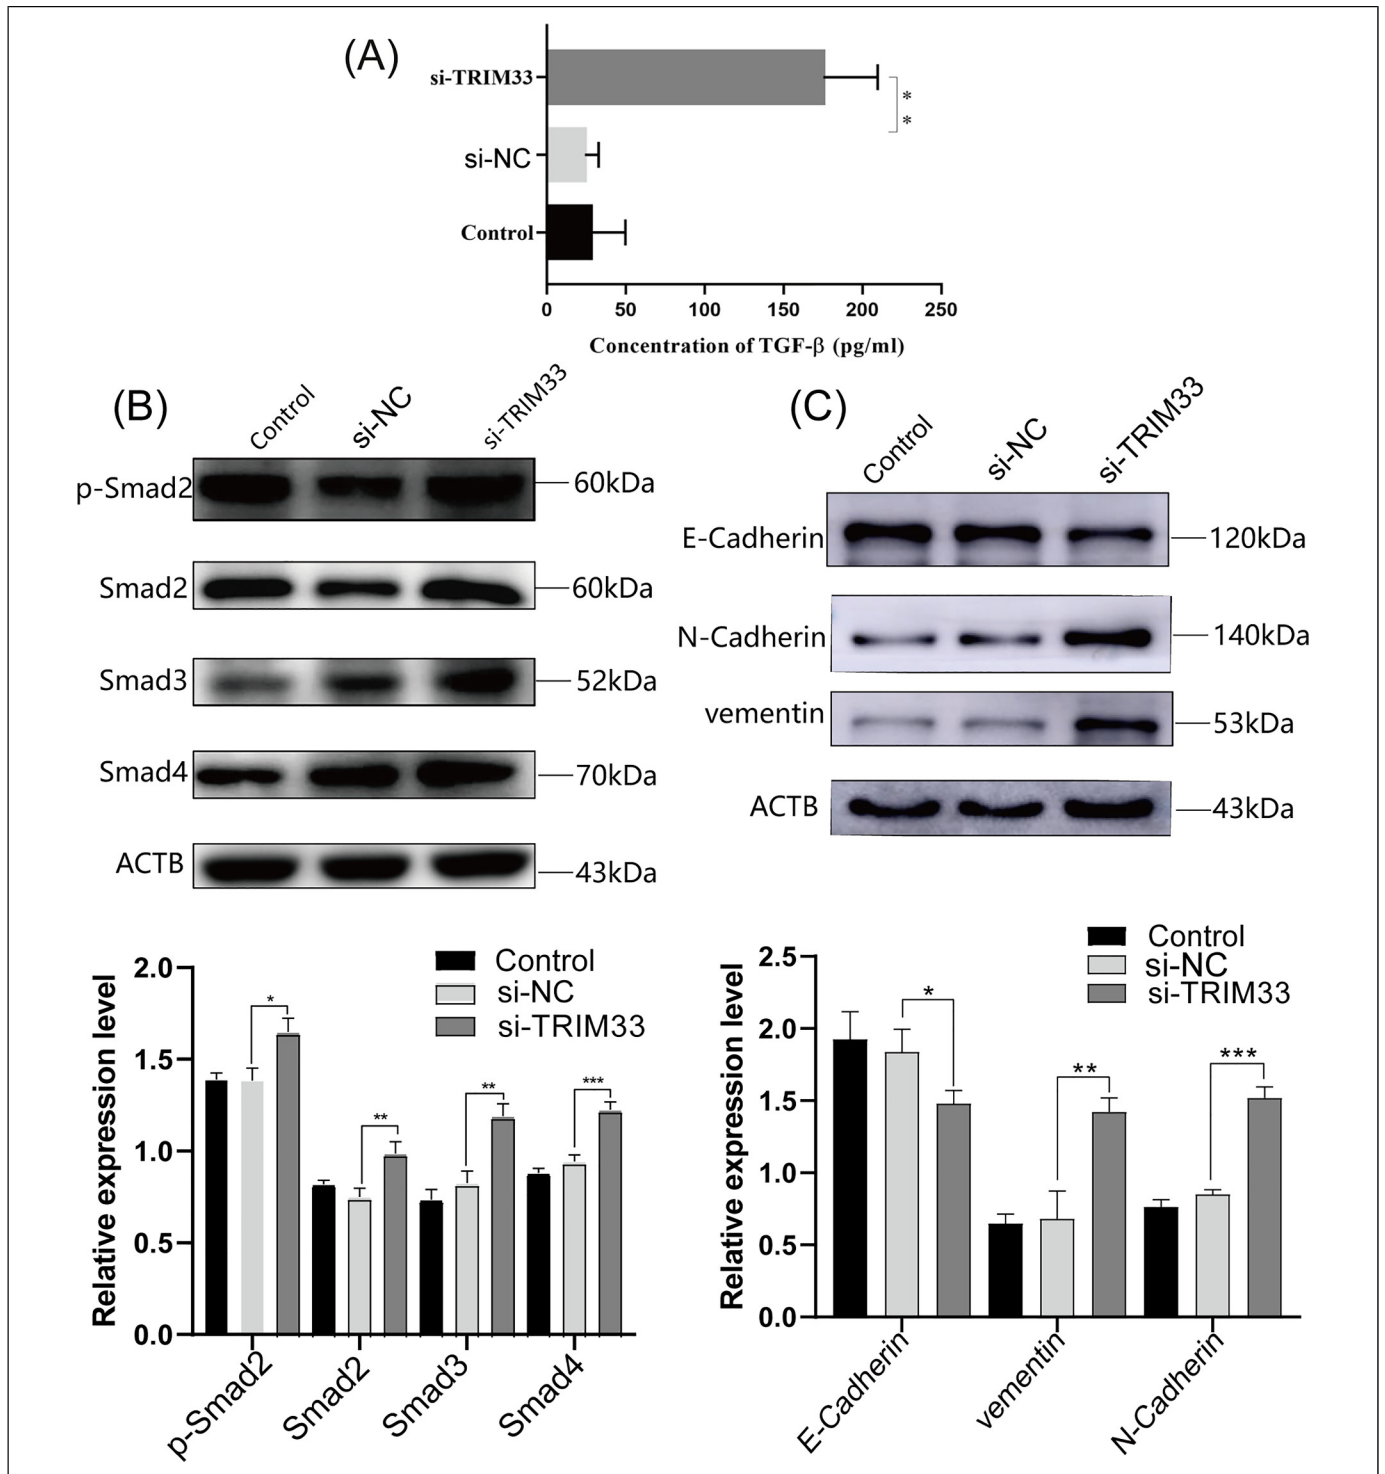 (A)
si-TRIM33
*
*
si-NC
Control
0 50 100 150 200 250
Concentration of TGF-β (pg/ml)
(B)
Control si-NC si-TRIM33
p-Smad2 60kDa
Smad2 60kDa
Smad3 52kDa
Smad4 70kDa
ACTB 43kDa
(C)
Control si-NC si-TRIM33
E-Cadherin 120kDa
N-Cadherin 140kDa
vementin 53kDa
ACTB 43kDa
Control
si-NC
si-TRIM33
Relative expression level
2.0
1.5
1.0
0.5
0.0
* ** ** ***
p-Smad2 Smad2 Smad3 Smad4
Control
si-NC
si-TRIM33
Relative expression level
2.5
2.0
1.5
1.0
0.5
0.0
* ** ***
E-Cadherin vementin N-Cadherin